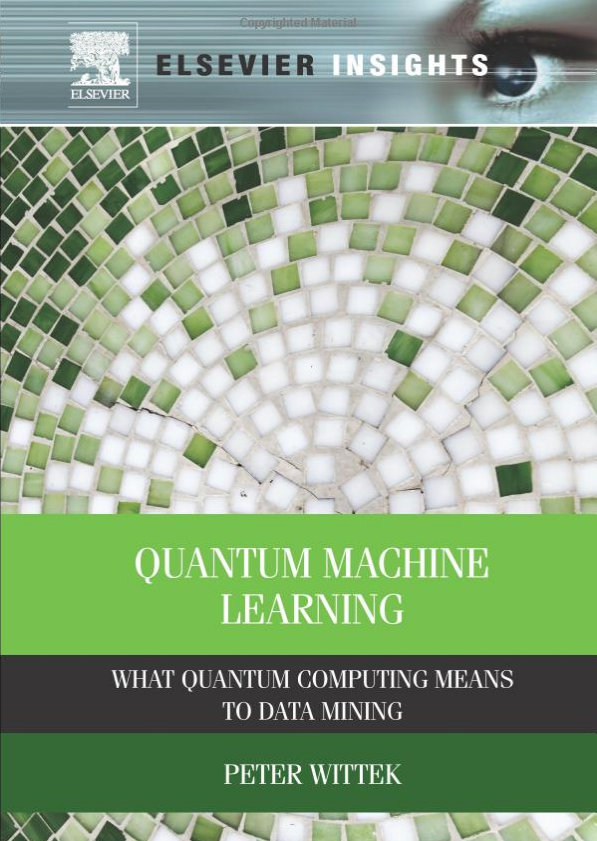 Copyrighted Material
ELSEVIER INSIGHTS
ELSEVIER
QUANTUM MACHINE
LEARNING
WHAT QUANTUM COMPUTING MEANS
TO DATA MINING
PETER WITTEK